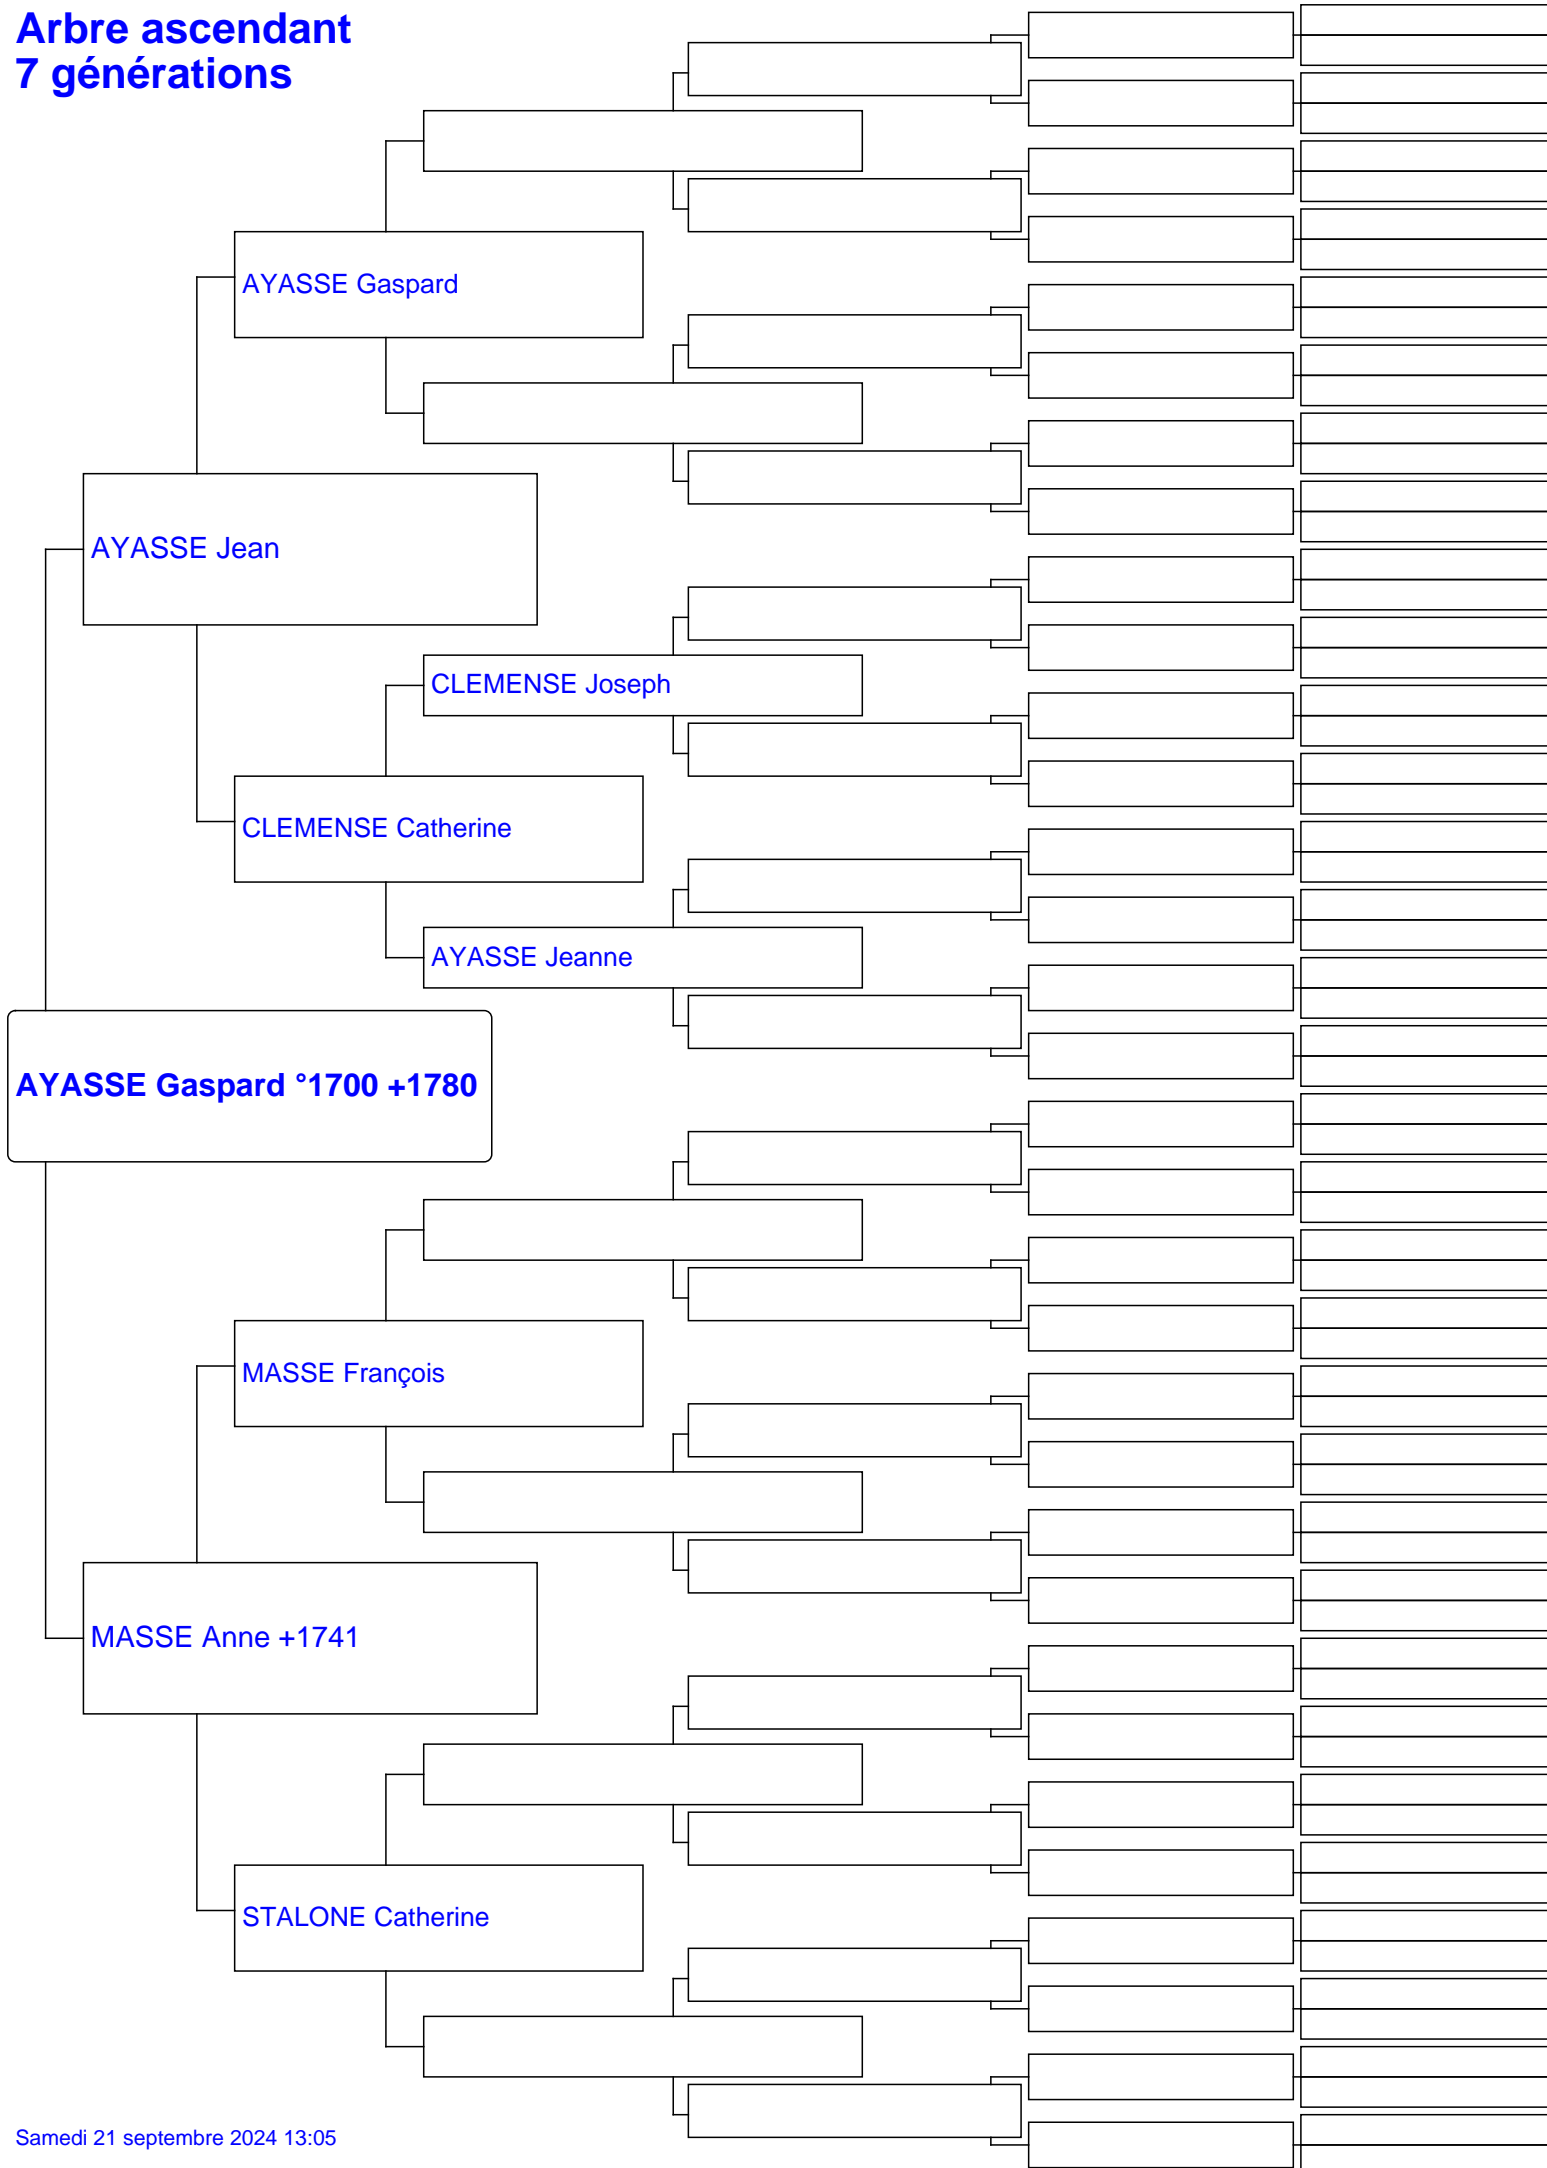 Arbre ascendant
7 générations
AYASSE Gaspard
AYASSE Jean
CLEMENSE Joseph
CLEMENSE Catherine
AYASSE Jeanne
AYASSE Gaspard °1700 +1780
MASSE François
MASSE Anne +1741
STALONE Catherine
Samedi 21 septembre 2024 13:05